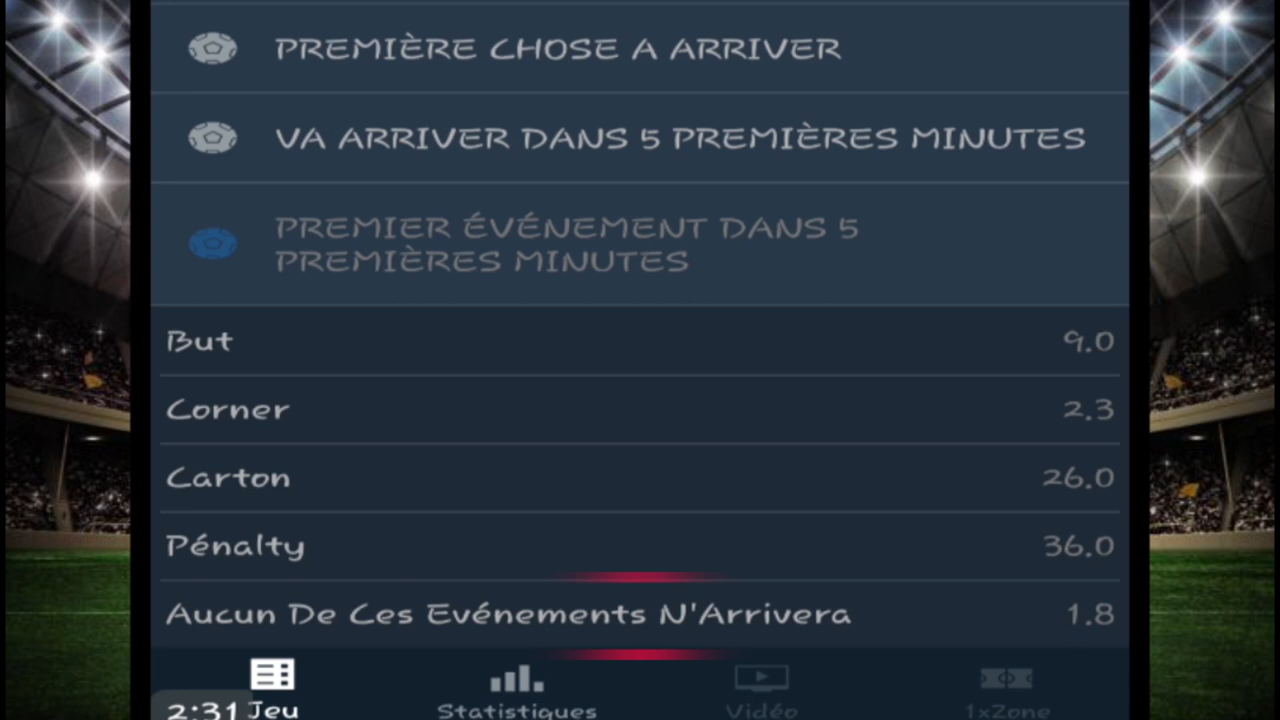 PREMIÈRE CHOSE A ARRIVER
VA ARRIVER DANS 5 PREMIÈRES MINUTES
PREMIER ÉVÉNEMENT DANS 5
PREMIÈRES MINUTES
But 9.0
Corner 2.3
Carton 26.0
Pénalty 36.0
Aucun De Ces Evénements N'Arrivera 1.8
2:31 Jeu Statistiques Vidéo 1xZone